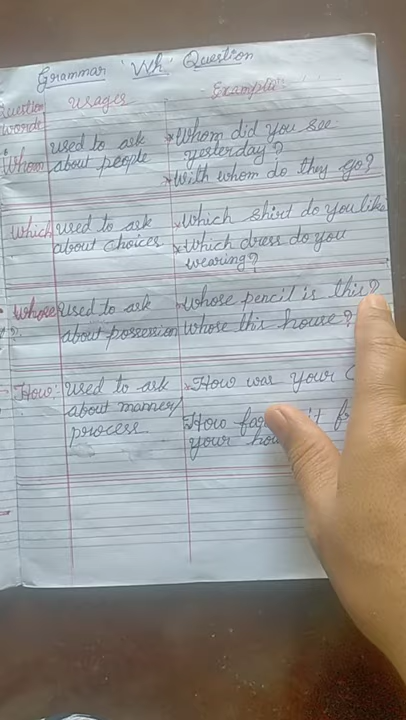 Grammar "Wh" Question
Question words
usages
Example:
Whom
used to ask
about people
*Whom did you see
yesterday?
*With whom do they go?
which
used to ask
about choices
*Which shirt do you like
*Which dress do you
wearing?
whose
used to ask
about possession
Whose pencil is this?
whose this house?
How:
used to ask
about manner/
process
*How was your
How
it
your